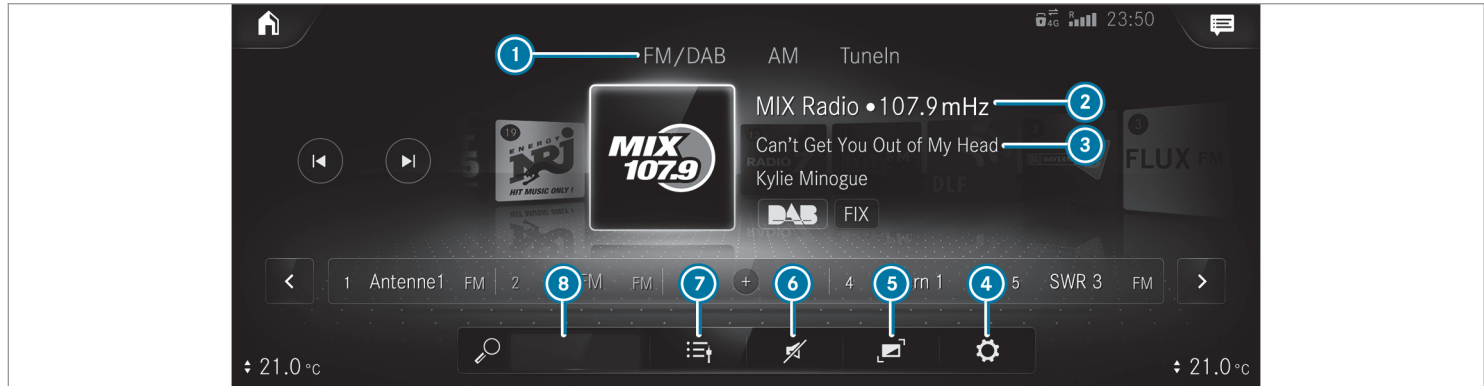 4G R 23:50
1 FM/DAB AM TuneIn
MIX Radio • 107.9 mHz 2
Can't Get You Out of My Head 3
Kylie Minogue
DAB FIX
19
ENERGY
NRJ
HIT MUSIC ONLY !
MIX
107.9
RADIO
DLF
3
FLUX FM
1 Antenne1 FM 2 FM FM + 4 rn 1 5 SWR 3 FM
8 7 6 5 4
21.0 °C 21.0 °C